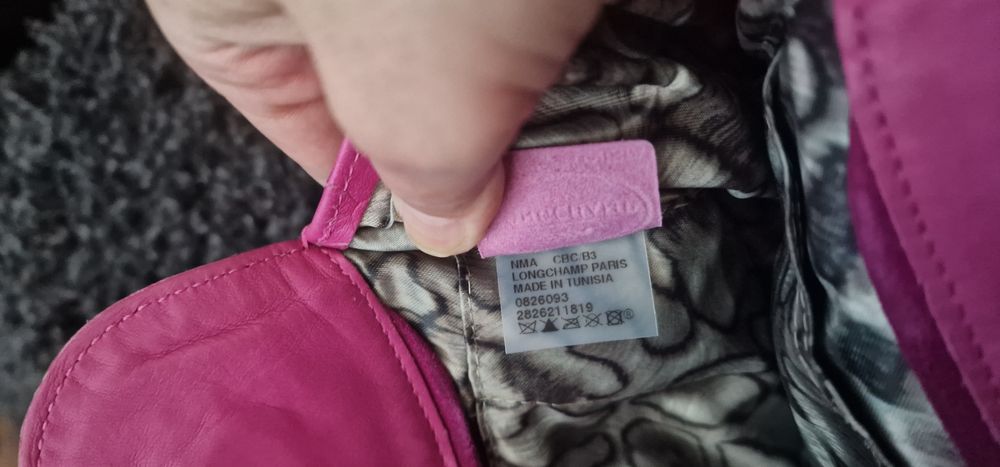 NMA CBC/B3
LONGCHAMP PARIS
MADE IN TUNISIA
0826093
2826211819